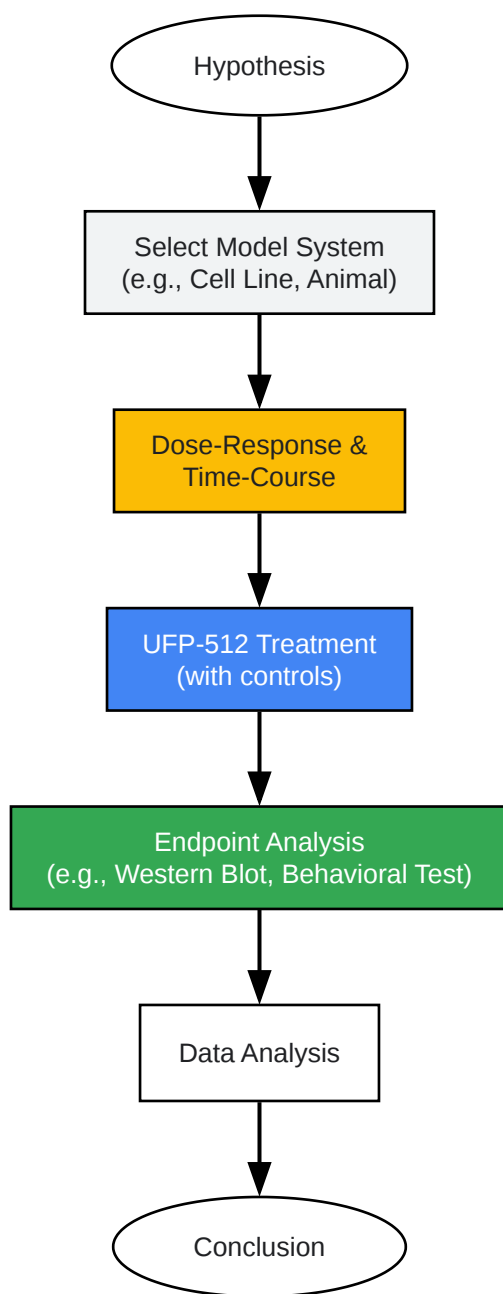 Hypothesis
Select Model System
(e.g., Cell Line, Animal)
Dose-Response &
Time-Course
UFP-512 Treatment
(with controls)
Endpoint Analysis
(e.g., Western Blot, Behavioral Test)
Data Analysis
Conclusion